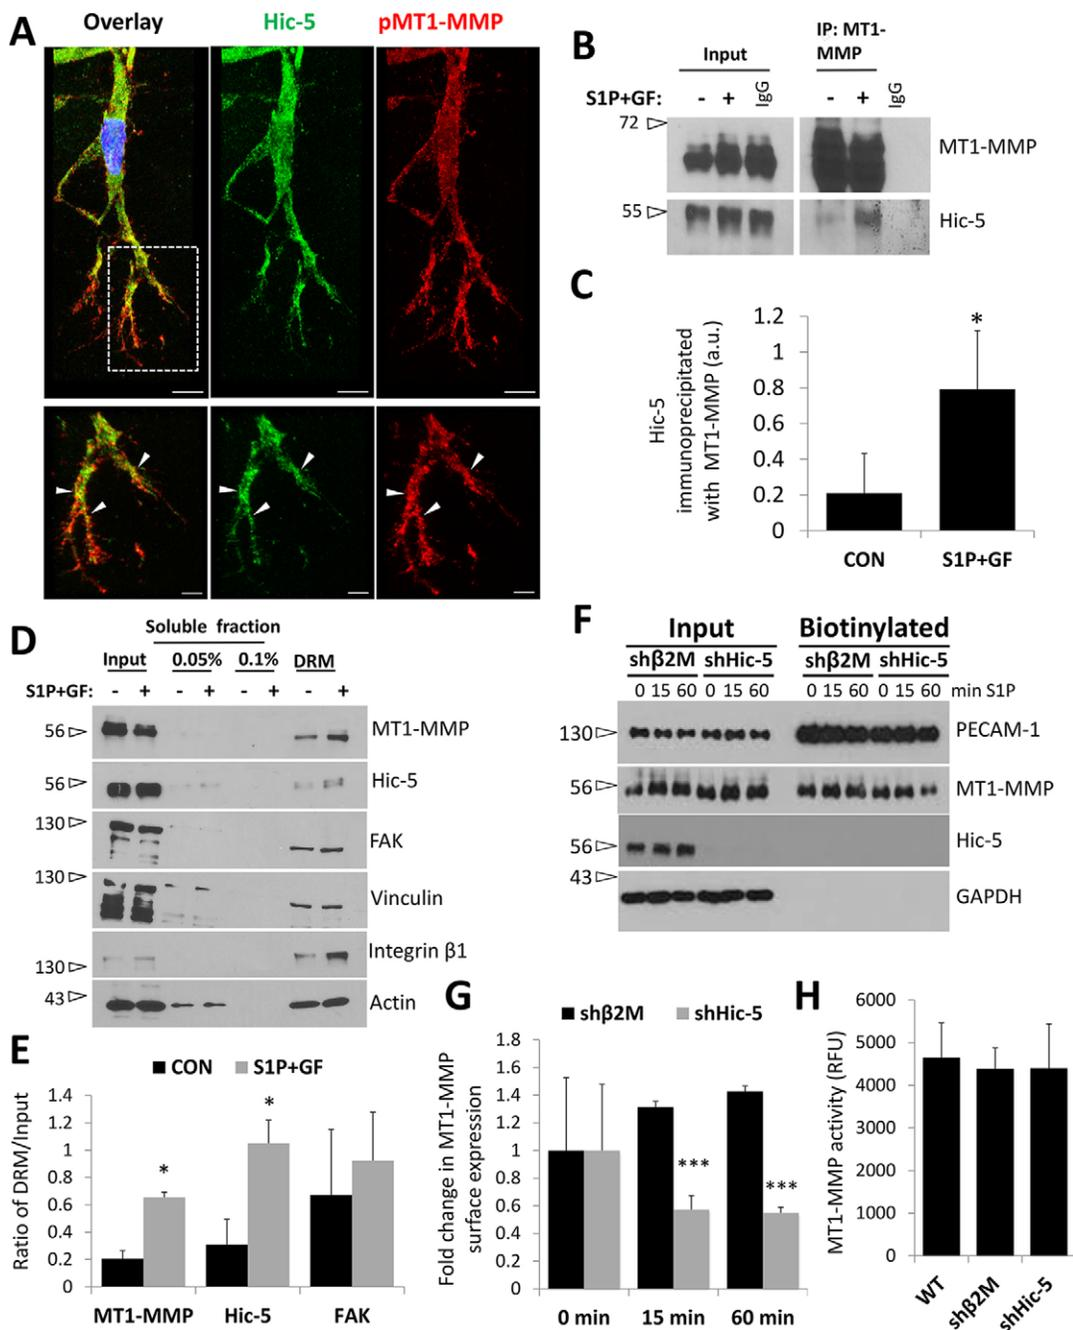 A
Overlay Hic-5 pMT1-MMP
B
Input
IP: MT1-
MMP
S1P+GF: - + IgG - + IgG
72
MT1-MMP
55
Hic-5
C
Hic-5
immunoprecipitated
with MT1-MMP (a.u.)
1.2
1
0.8
0.6
0.4
0.2
0
*
CON S1P+GF
D
Soluble fraction
Input 0.05% 0.1% DRM
S1P+GF: - + - + - + - +
56 MT1-MMP
56 Hic-5
130
FAK
130
Vinculin
Integrin β1
130
43
Actin
E
CON S1P+GF
Ratio of DRM/Input
1.4
1.2
1
0.8
0.6
0.4
0.2
0
* *
MT1-MMP Hic-5 FAK
F
Input Biotinylated
shβ2M shHic-5 shβ2M shHic-5
0 15 60 0 15 60 0 15 60 0 15 60 min S1P
130 PECAM-1
56 MT1-MMP
56 Hic-5
43
GAPDH
G
shβ2M shHic-5
Fold change in MT1-MMP
surface expression
1.8
1.6
1.4
1.2
1
0.8
0.6
0.4
0.2
0
*** ***
0 min 15 min 60 min
H
MT1-MMP activity (RFU)
6000
5000
4000
3000
2000
1000
0
WT shβ2M shHic-5